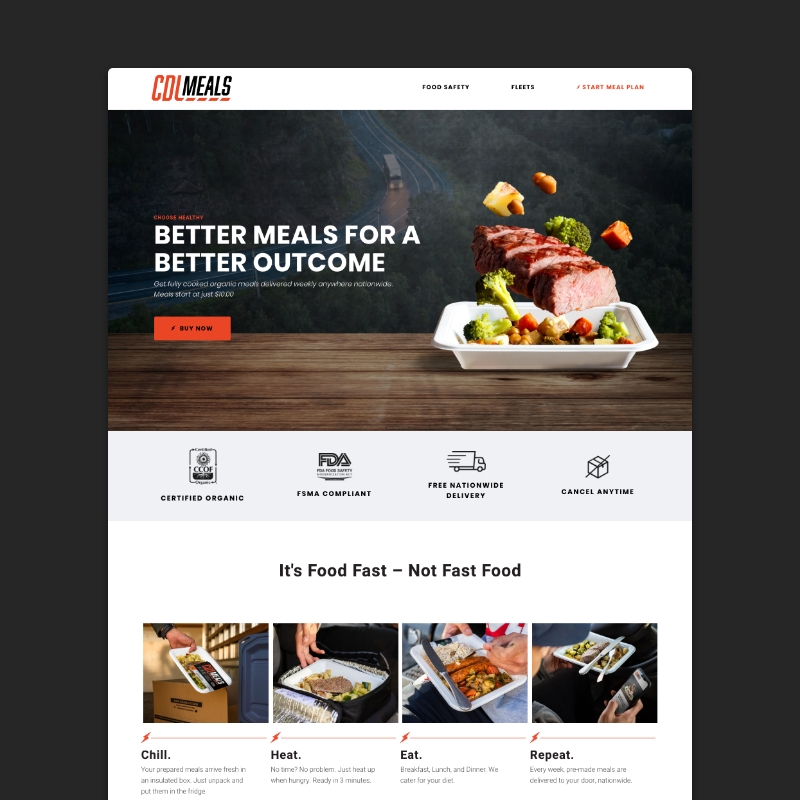 CDLMEALS
FOOD SAFETY
FLEETS
START MEAL PLAN
CHOOSE HEALTHY
BETTER MEALS FOR A
BETTER OUTCOME
Get fully cooked organic meals delivered weekly anywhere nationwide.
Meals start at just $10.00
BUY NOW
Certified
CCOF
Organic
CERTIFIED ORGANIC
FDA
FDA FOOD SAFETY
FSMA COMPLIANT
FREE NATIONWIDE
DELIVERY
CANCEL ANYTIME
It's Food Fast – Not Fast Food
MEALS
Chill.
Your prepared meals arrive fresh in
an insulated box. Just unpack and
put them in the fridge.
Heat.
No time? No problem. Just heat up
when hungry. Ready in 3 minutes.
Eat.
Breakfast, Lunch, and Dinner. We
cater for your diet.
Repeat.
Every week, pre-made meals are
delivered to your door, nationwide.